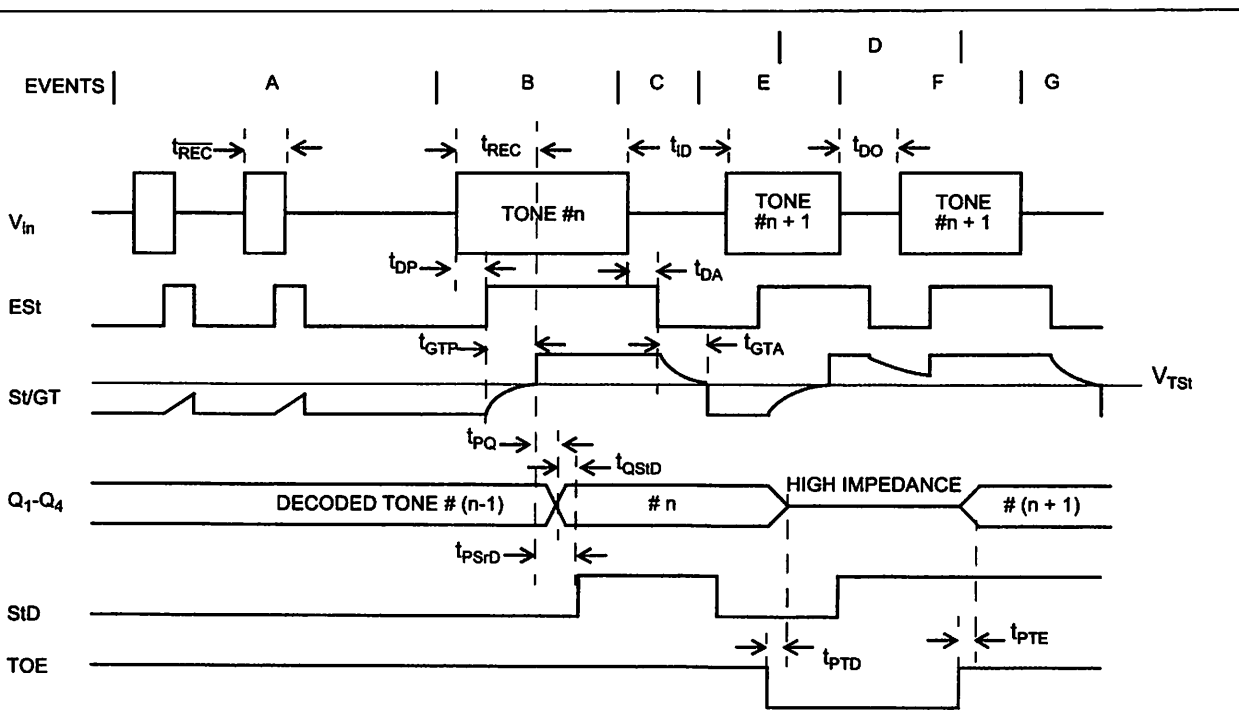 D
EVENTS A B C E F G
tREC tREC tID tDO
Vin
TONE #n
TONE
#n + 1
TONE
#n + 1
tDP tDA
ESt
tGTP tGTA
VTSt
St/GT
tPQ
tQStD
HIGH IMPEDANCE
Q1-Q4
DECODED TONE # (n-1) # n # (n + 1)
tPSrD
StD
tPTE
tPTD
TOE